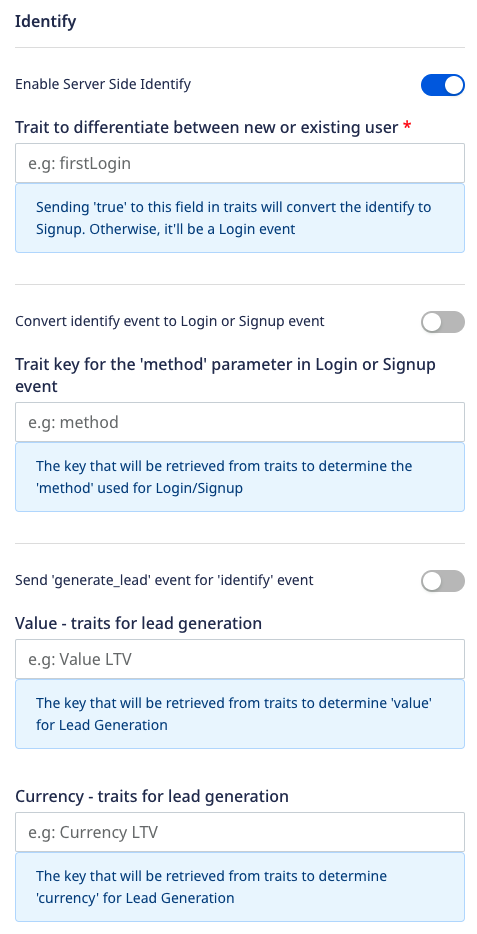 Identify
Enable Server Side Identify
Trait to differentiate between new or existing user *
e.g: firstLogin
Sending 'true' to this field in traits will convert the identify to
Signup. Otherwise, it'll be a Login event
Convert identify event to Login or Signup event
Trait key for the 'method' parameter in Login or Signup
event
e.g: method
The key that will be retrieved from traits to determine the
'method' used for Login/Signup
Send 'generate_lead' event for 'identify' event
Value - traits for lead generation
e.g: Value LTV
The key that will be retrieved from traits to determine 'value'
for Lead Generation
Currency - traits for lead generation
e.g: Currency LTV
The key that will be retrieved from traits to determine
'currency' for Lead Generation